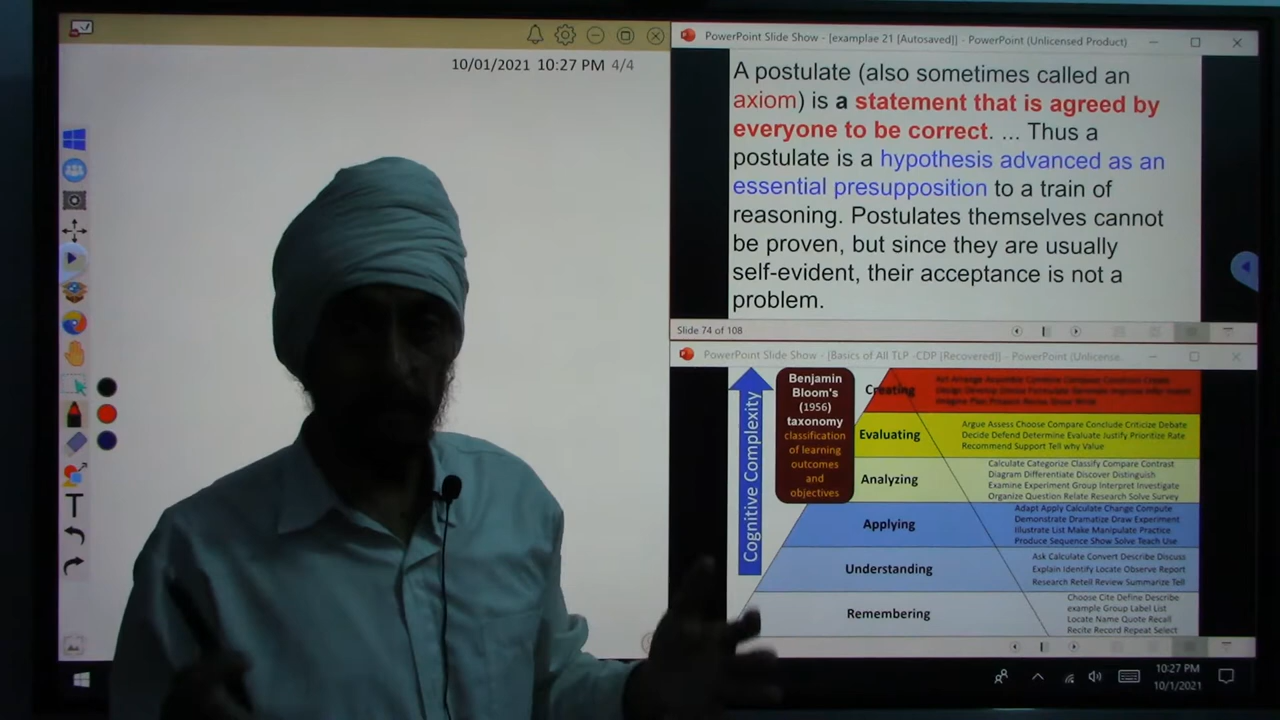 10/01/2021 10:27 PM 4/4
PowerPoint Slide Show - [examplae 21 [Autosaved]] - PowerPoint (Unlicensed Product)
A postulate (also sometimes called an
axiom) is a statement that is agreed by
everyone to be correct. ... Thus a
postulate is a hypothesis advanced as an
essential presupposition to a train of
reasoning. Postulates themselves cannot
be proven, but since they are usually
self-evident, their acceptance is not a
problem.
Slide 74 of 108
PowerPoint Slide Show - [Basics of All TLP -CDP [Recovered]] - PowerPoint (Unlicense...
Cognitive Complexity
Benjamin
Bloom's
(1956)
taxonomy
classification
of learning
outcomes
and
objectives
Creating
Evaluating
Argue Assess Choose Compare Conclude Criticize Debate
Decide Defend Determine Evaluate Justify Prioritize Rate
Recommend Support Tell why Value
Analyzing
Calculate Categorize Classify Compare Contrast
Diagram Differentiate Discover Distinguish
Examine Experiment Group Interpret Investigate
Organize Question Relate Research Solve Survey
Applying
Adapt Apply Calculate Change Compute
Demonstrate Dramatize Draw Experiment
Illustrate List Make Manipulate Practice
Produce Sequence Show Solve Teach Use
Understanding
Ask Calculate Convert Describe Discuss
Explain Identify Locate Observe Report
Research Retell Review Summarize Tell
Remembering
Choose Cite Define Describe
example Group Label List
Locate Name Quote Recall
Recite Record Repeat Select
T
10:27 PM
10/1/2021